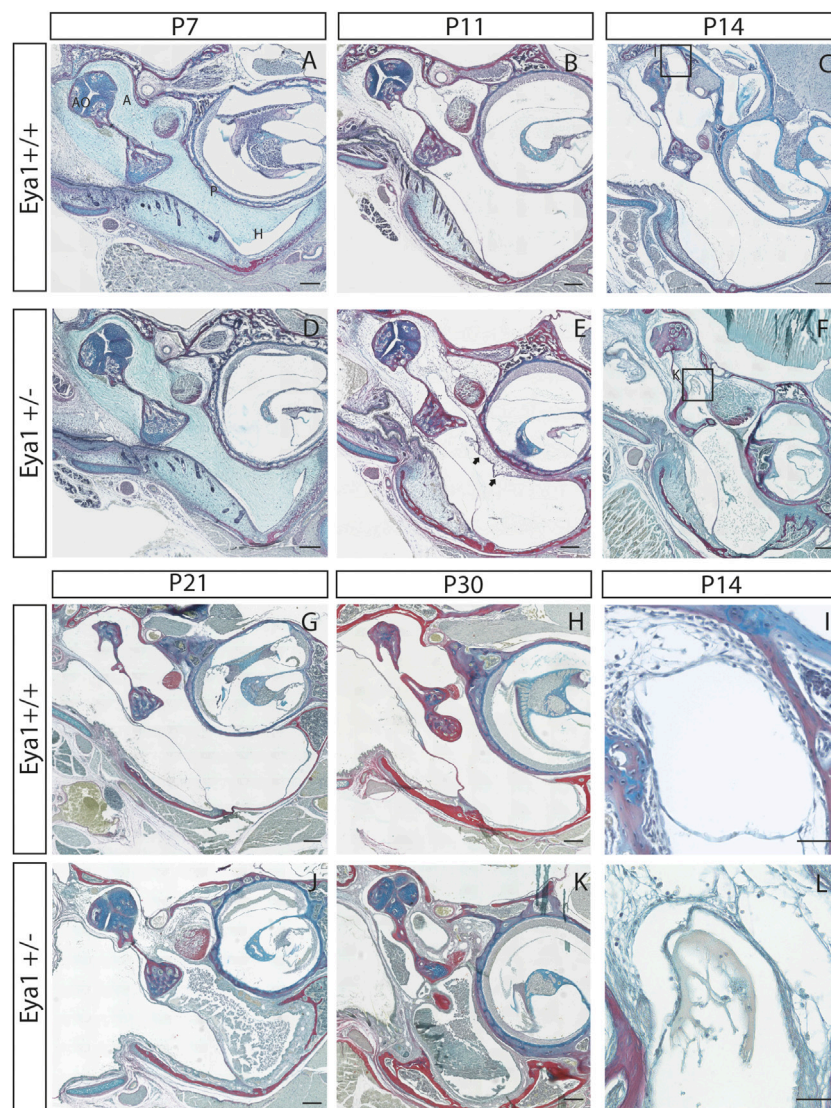 P7 P11 P14
Eya1+/+
A B C
AO A P H I
Eya1 +/-
D E F
K
P21 P30 P14
Eya1+/+
G H I
Eya1 +/-
J K L